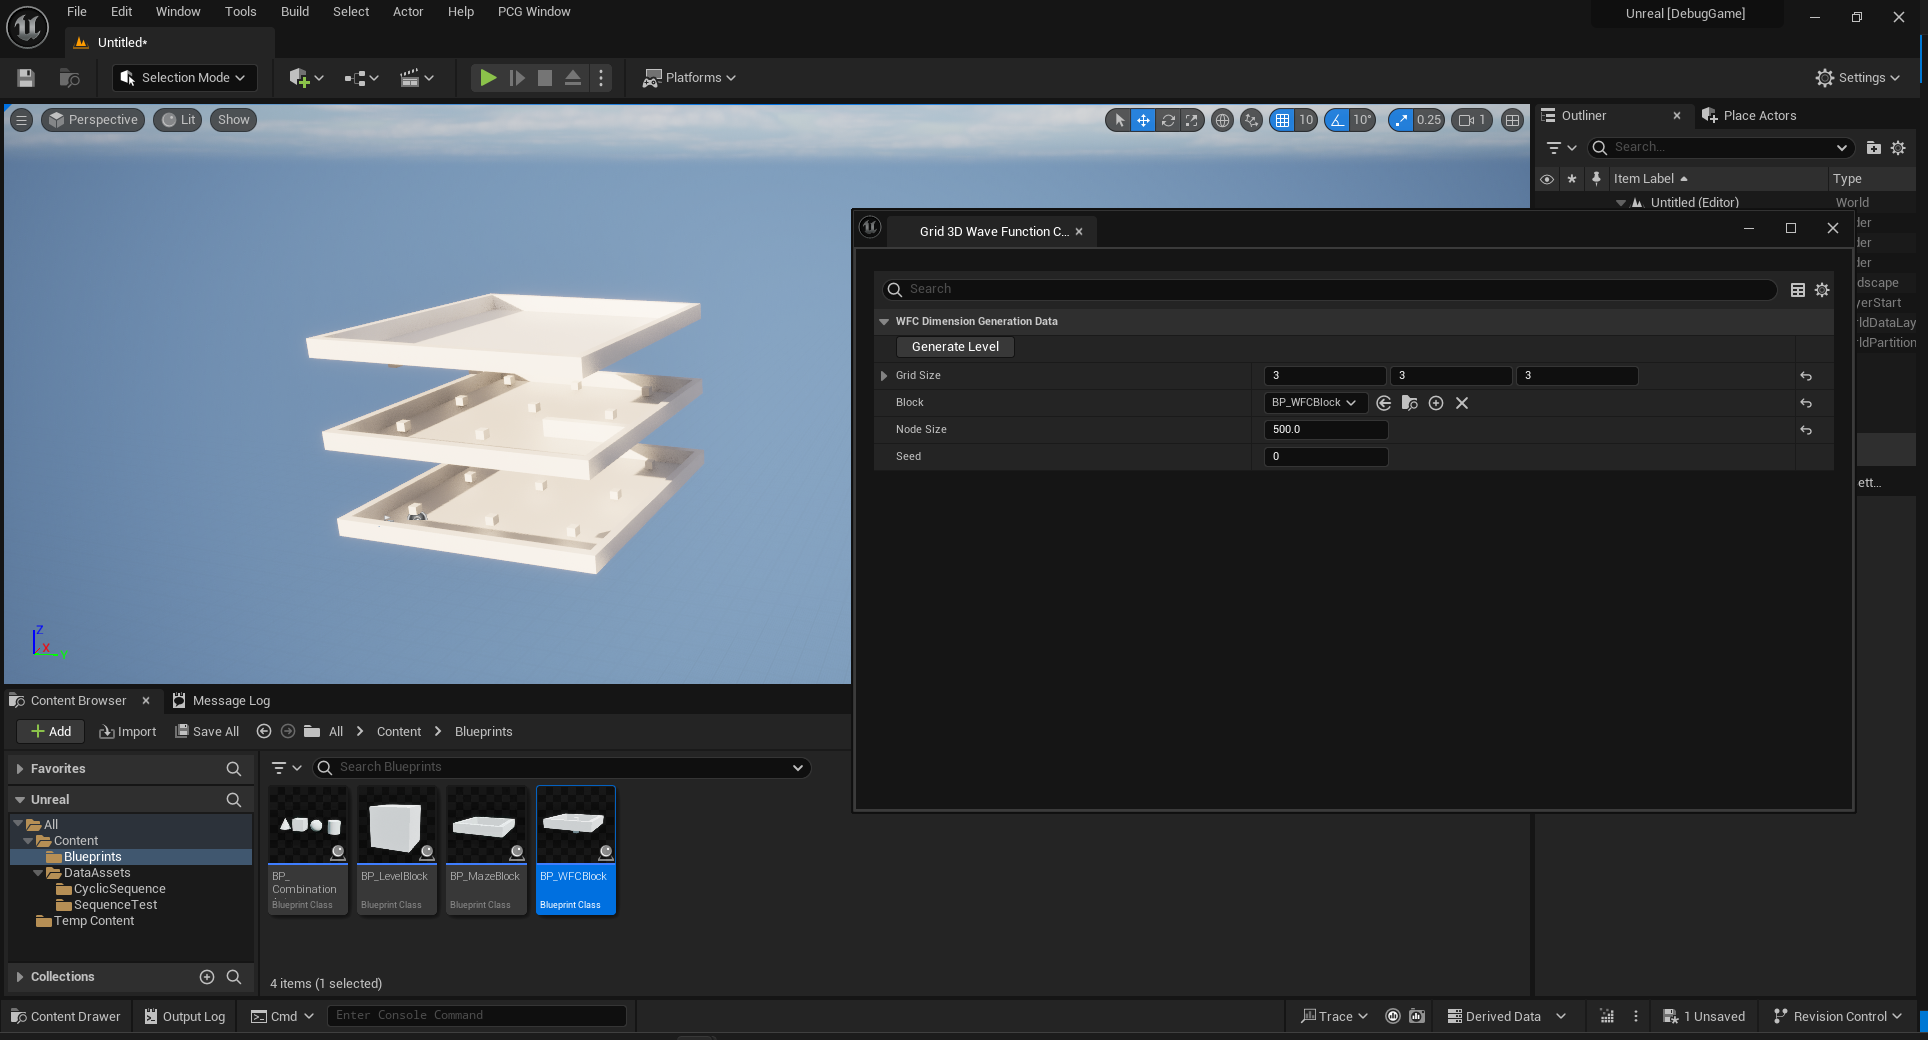 File Edit Window Tools Build Select Actor Help PCG Window
Unreal [DebugGame]
Untitled*
Selection Mode
Platforms
Settings
Perspective Lit Show
10 10° 0.25 1
Outliner
Place Actors
Search...
Item Label Type
Untitled (Editor) World
der
der
der
dscape
yerStart
ldDataLay
ldPartition
ett...
Grid 3D Wave Function C...
Search
WFC Dimension Generation Data
Generate Level
Grid Size 3 3 3
Block BP_WFCBlock
Node Size 500.0
Seed 0
Z
X
Y
Content Browser
Message Log
Add Import Save All All Content Blueprints
Favorites
Search Blueprints
Unreal
All
Content
Blueprints
DataAssets
CyclicSequence
SequenceTest
Temp Content
Collections
BP_
Combination
Blueprint Class
BP_LevelBlock
Blueprint Class
BP_MazeBlock
Blueprint Class
BP_WFCBlock
Blueprint Class
4 items (1 selected)
Content Drawer Output Log Cmd Enter Console Command
Trace Derived Data 1 Unsaved Revision Control